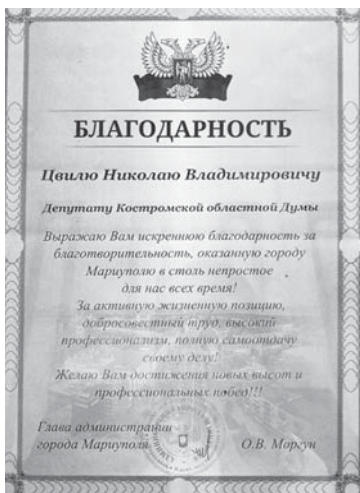 БЛАГОДАРНОСТЬ
Цвилю Николаю Владимировичу
Депутату Костромской областной Думы
Выражаю Вам искреннюю благодарность за
благотворительность, оказанную городу
Мариуполю в столь непростое
для нас всех время!
За активную жизненную позицию,
добросовестный труд, высокий
профессионализм, полную самоотдачу
своему делу!
Желаю Вам достижения новых высот и
профессиональных побед!!!
Глава администрации
города Мариуполя О.В. Моргун